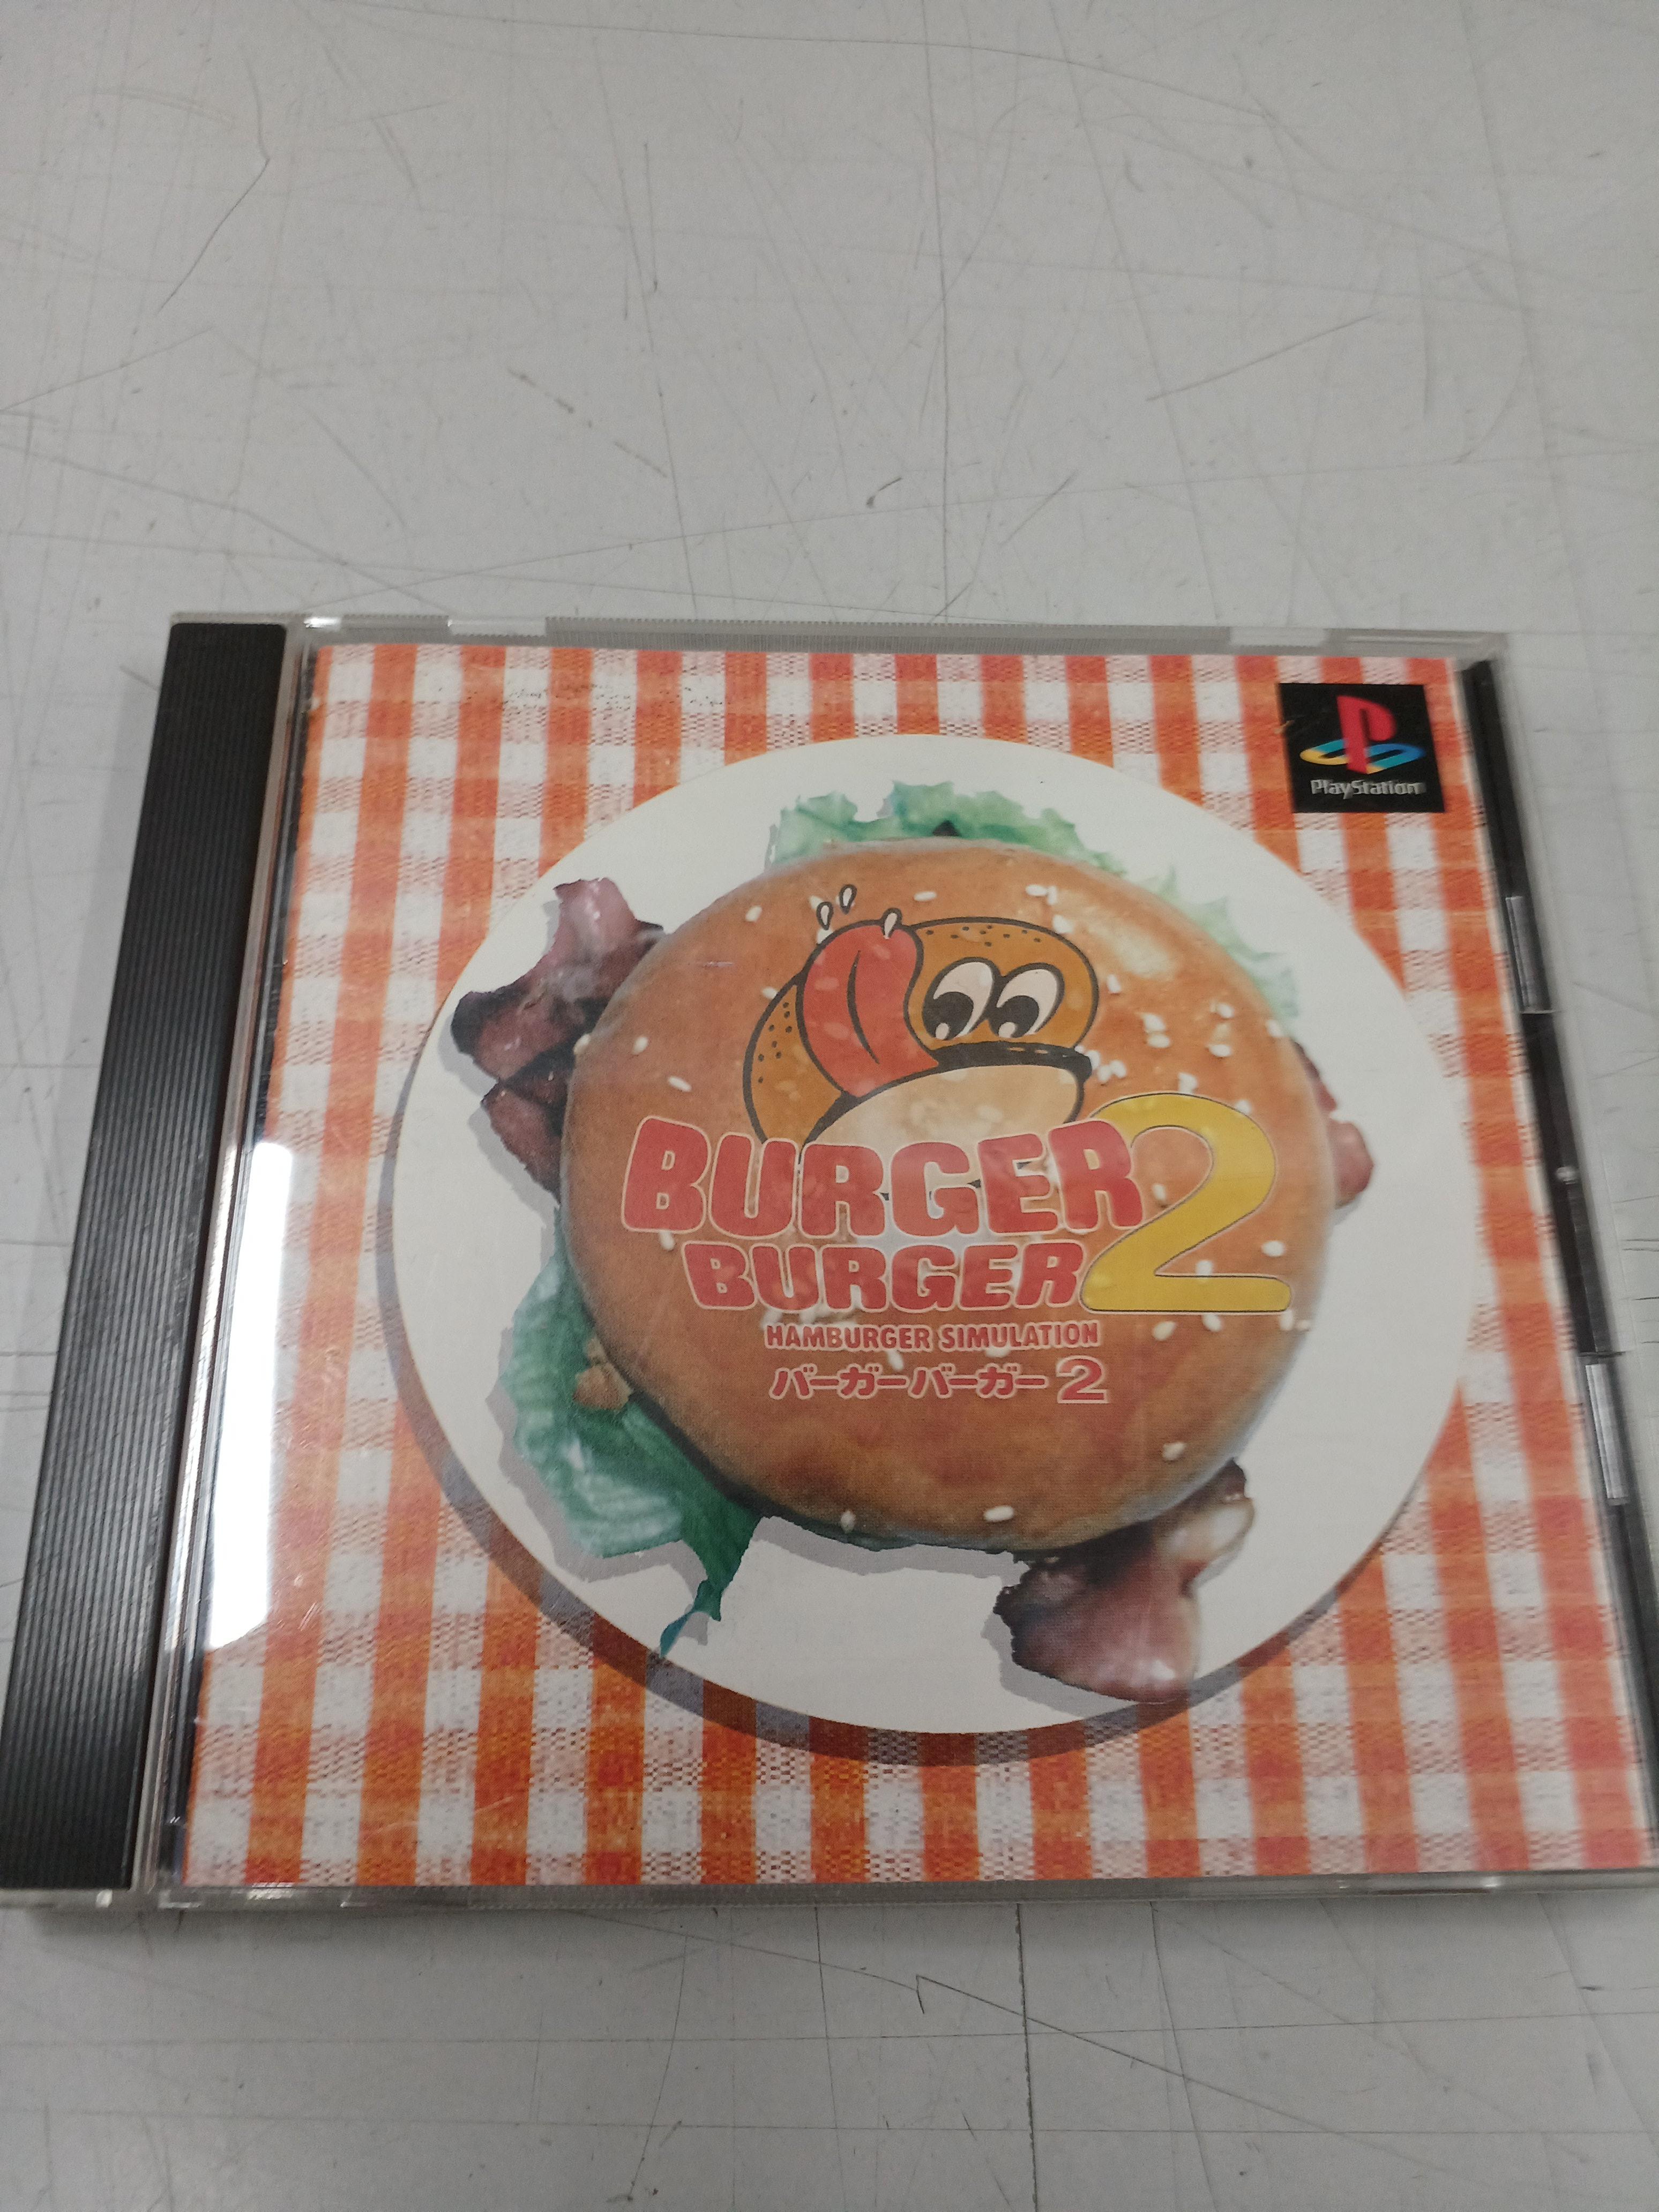 PlayStation
BURGER
BURGER 2
HAMBURGER SIMULATION
バーガーバーガー2